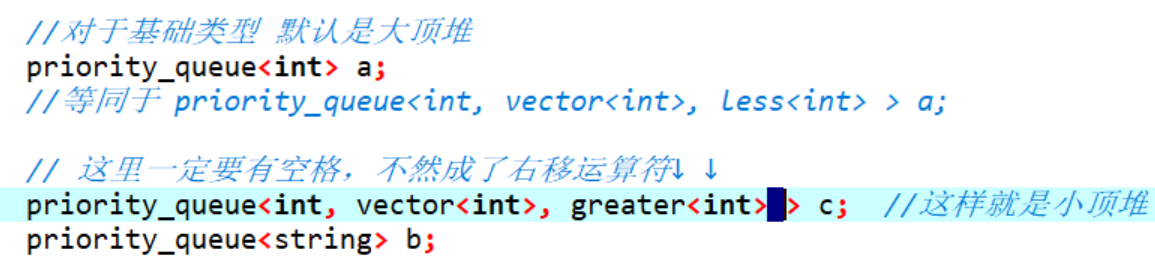 //对于基础类型 默认是大顶堆
priority_queue<int> a;
//等同于 priority_queue<int, vector<int>, less<int> > a;
// 这里一定要有空格，不然成了右移运算符↓ ↓
priority_queue<int, vector<int>, greater<int> > c;  //这样就是小顶堆
priority_queue<string> b;